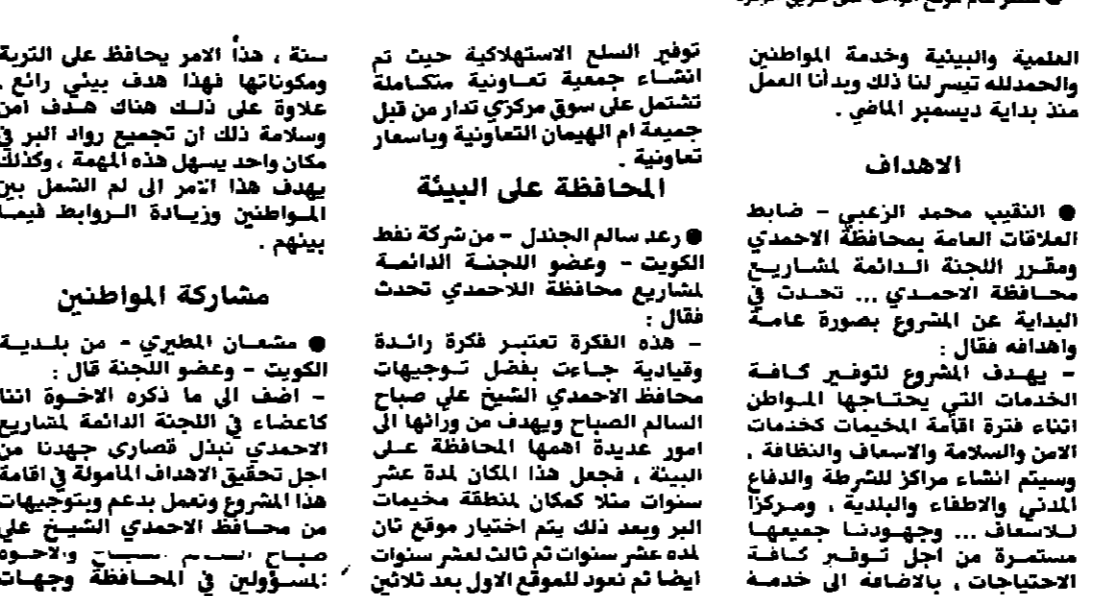 العلمية والبيئية وخدمة المواطنين
والحمدلله تيسر لنا ذلك وبدأنا العمل
منذ بداية ديسمبر الماضي .
الاهداف
● النقيب محمد الزعبي - ضابط
العلاقات العامة بمحافظة الاحمدي
ومقرر اللجنة الدائمة لمشاريع
محافظة الاحمدي ... تحدث في
البداية عن المشروع بصورة عامة
واهدافه فقال :
- يهدف المشروع لتوفير كافة
الخدمات التي يحتاجها المواطن
اثناء فترة اقامة المخيمات كخدمات
الامن والسلامة والاسعاف والنظافة ،
وسيتم انشاء مراكز للشرطة والدفاع
المدني والاطفاء والبلدية ، ومركزا
للاسعاف ... وجهودنا جميعها
مستمرة من اجل توفير كافة
الاحتياجات ، بالاضافة الى خدمة
توفير السلع الاستهلاكية حيث تم
انشاء جمعية تعاونية متكاملة
تشتمل على سوق مركزي تدار من قبل
جميعة ام الهيمان التعاونية وباسعار
تعاونية .
المحافظة على البيئة
● رعد سالم الجندل - من شركة نفط
الكويت - وعضو اللجنة الدائمة
لمشاريع محافظة اللاحمدي تحدث
فقال :
- هذه الفكرة تعتبر فكرة رائدة
وقيادية جاءت بفضل توجيهات
محافظ الاحمدي الشيخ علي صباح
السالم الصباح ويهدف من ورائها الى
امور عديدة اهمها المحافظة على
البيئة ، فجعل هذا المكان لمدة عشر
سنوات مثلا كمكان لمنطقة مخيمات
البر وبعد ذلك يتم اختيار موقع ثان
لمده عشر سنوات ثم ثالث لعشر سنوات
ايضا ثم نعود للموقع الاول بعد ثلاثين
سنة ، هذا الامر يحافظ على التربة
ومكوناتها فهذا هدف بيئي رائع .
علاوة على ذلك هناك هدف امن
وسلامة ذلك ان تجميع رواد البر في
مكان واحد يسهل هذه المهمة ، وكذلك
يهدف هذا الامر الى لم الشمل بين
المواطنين وزيادة الروابط فيما
بينهم .
مشاركة المواطنين
● مشعان المطيري - من بلدية
الكويت - وعضو اللجنة قال :
- اضف الى ما ذكره الاخوة اننا
كاعضاء في اللجنة الدائمة لمشاريع
الاحمدي نبذل قصارى جهدنا من
اجل تحقيق الاهداف المامولة في اقامة
هذا المشروع ونعمل بدعم وبتوجيهات
من محافظ الاحمدي الشيخ علي
صباح والاخوه
المسؤولين في المحافظة وجهات